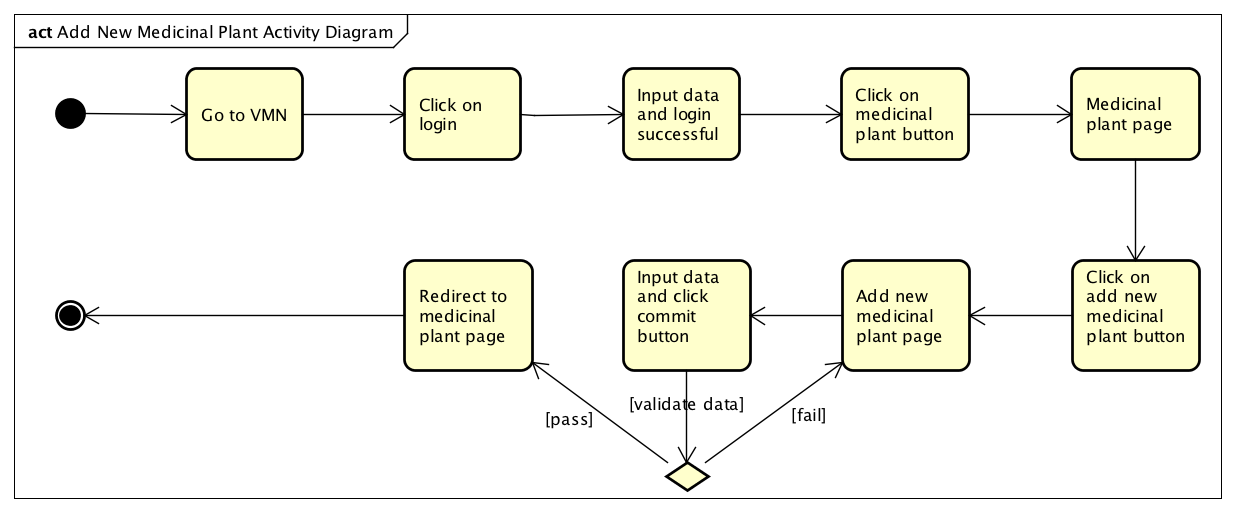 act Add New Medicinal Plant Activity Diagram
Go to VMN
Click on
login
Input data
and login
successful
Click on
medicinal
plant button
Medicinal
plant page
Click on
add new
medicinal
plant button
Add new
medicinal
plant page
Input data
and click
commit
button
Redirect to
medicinal
plant page
[validate data]
[pass]
[fail]